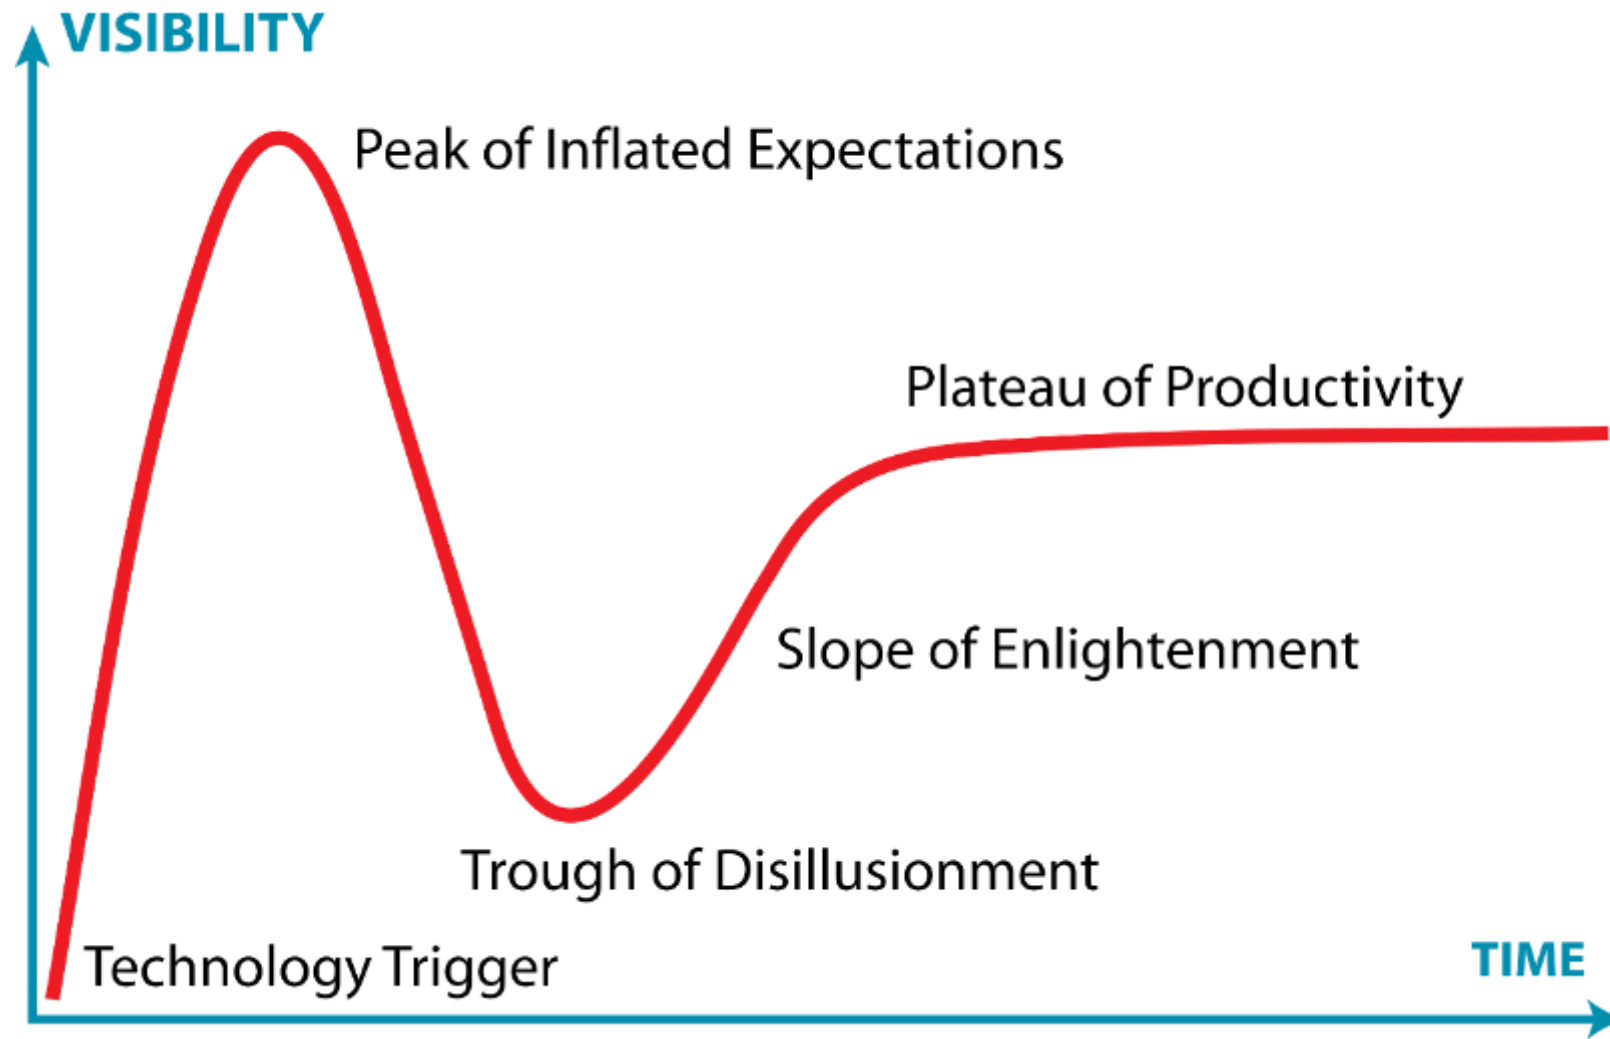 VISIBILITY
Peak of Inflated Expectations
Plateau of Productivity
Slope of Enlightenment
Trough of Disillusionment
Technology Trigger
TIME